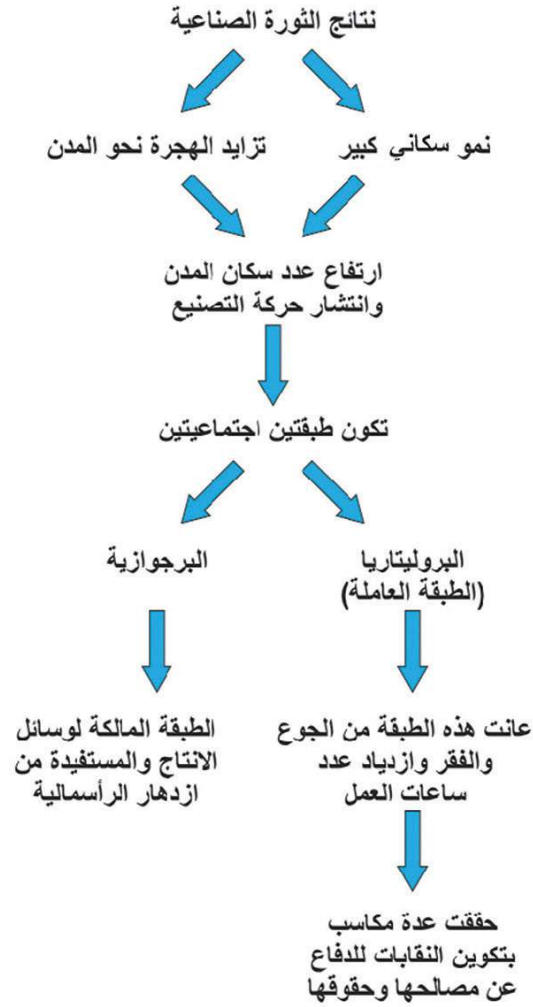 نتائج الثورة الصناعية
نمو سكاني كبير
تزايد الهجرة نحو المدن
ارتفاع عدد سكان المدن
وانتشار حركة التصنيع
تكون طبقتين اجتماعيتين
البروليتاريا
(الطبقة العاملة)
البرجوازية
عانت هذه الطبقة من الجوع
والفقر وازدياد عدد
ساعات العمل
الطبقة المالكة لوسائل
الانتاج والمستفيدة من
ازدهار الرأسمالية
حققت عدة مكاسب
بتكوين النقابات للدفاع
عن مصالحها وحقوقها